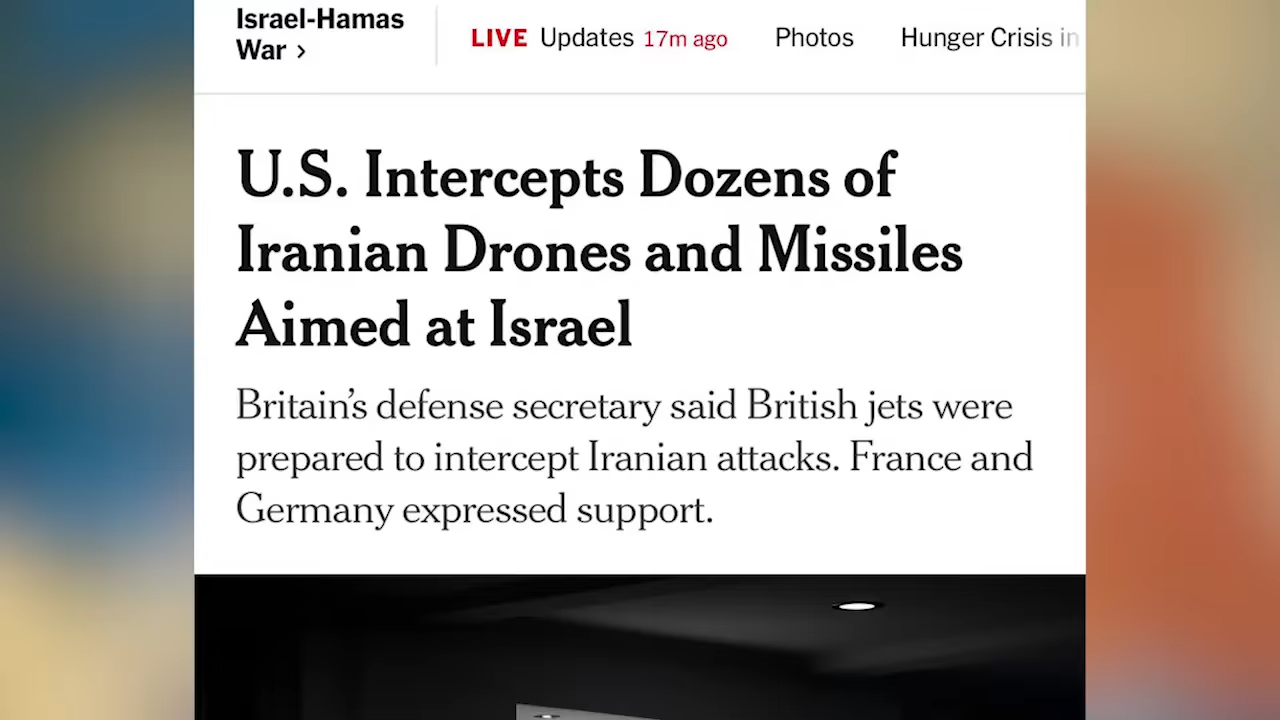 Israel-Hamas
War >
LIVE Updates 17m ago Photos Hunger Crisis in
U.S. Intercepts Dozens of
Iranian Drones and Missiles
Aimed at Israel
Britain’s defense secretary said British jets were
prepared to intercept Iranian attacks. France and
Germany expressed support.